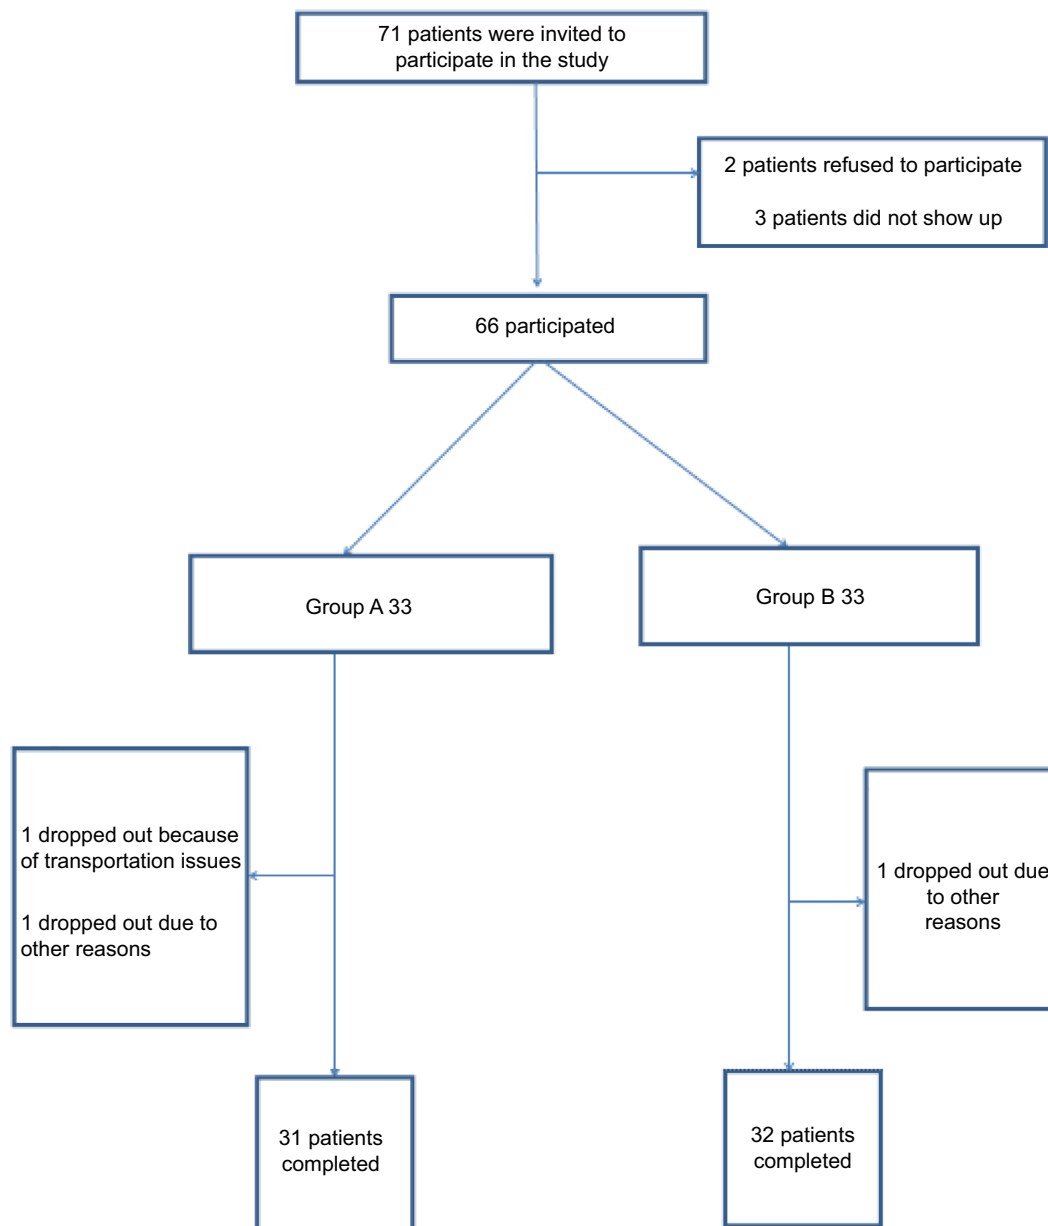 71 patients were invited to
participate in the study
2 patients refused to participate
3 patients did not show up
66 participated
Group A 33
Group B 33
1 dropped out because
of transportation issues
1 dropped out due to
other reasons
1 dropped out due
to other
reasons
31 patients
completed
32 patients
completed